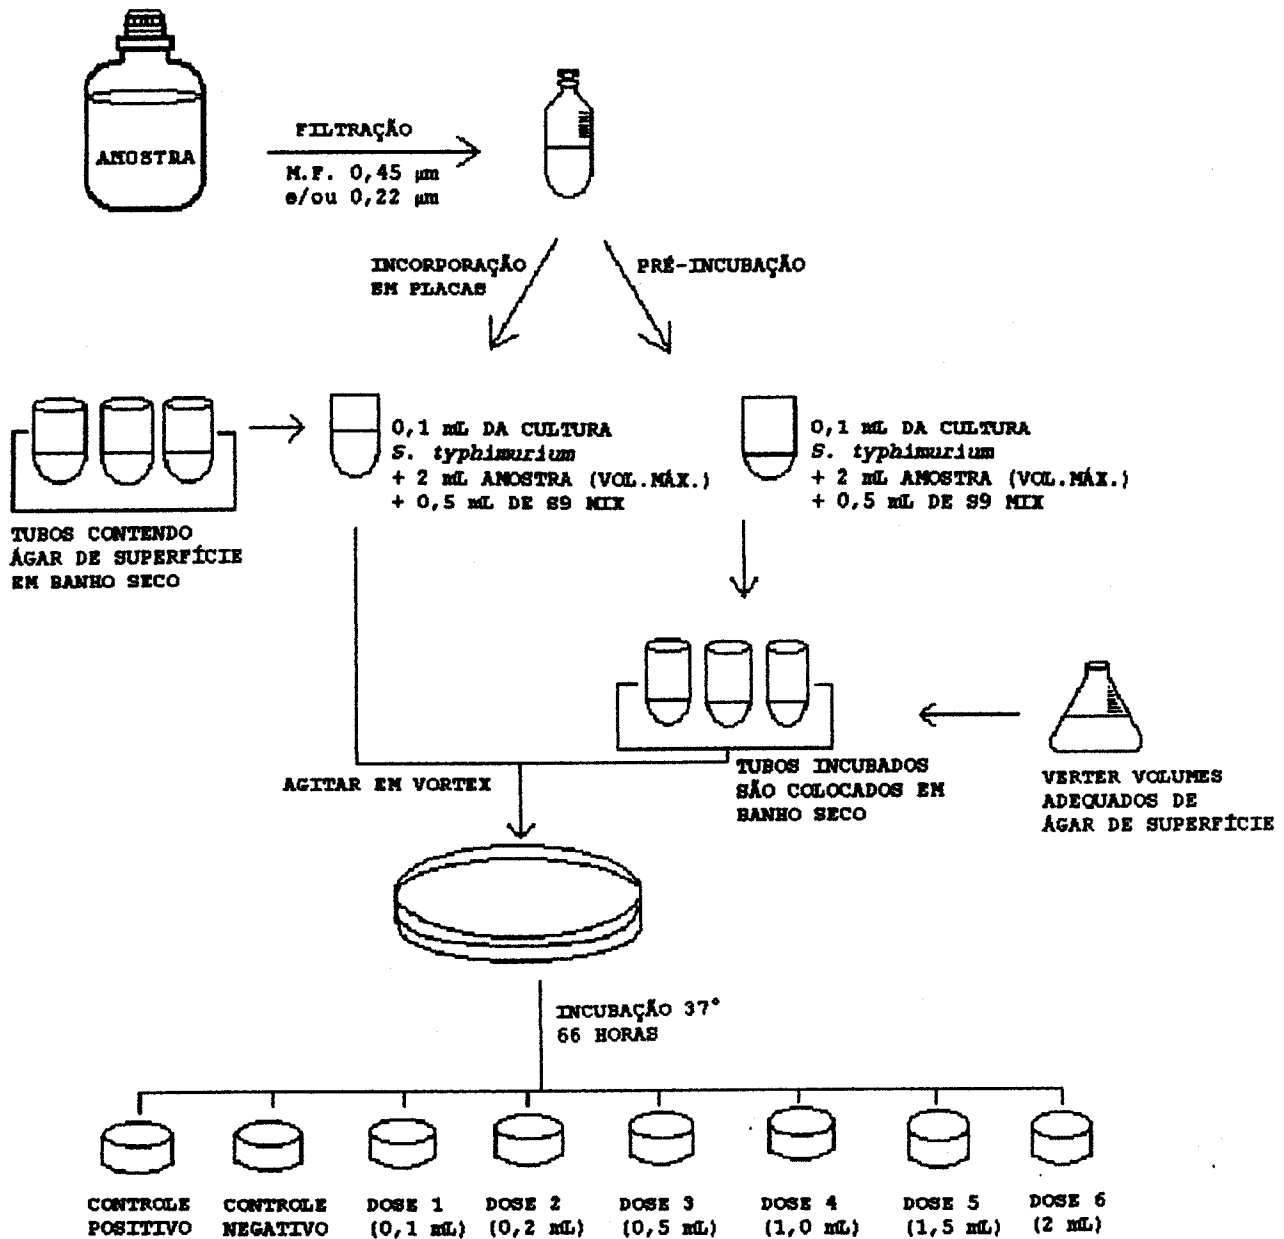 AMOSTRA
FILTRAÇÃO
M.F. 0,45 µm
e/ou 0,22 µm
INCORPORAÇÃO
EM PLACAS
PRÉ-INCUBAÇÃO
0,1 mL DA CULTURA
S. typhimurium
+ 2 mL AMOSTRA (VOL.MÁX.)
+ 0,5 mL DE S9 MIX
0,1 mL DA CULTURA
S. typhimurium
+ 2 mL AMOSTRA (VOL.MÁX.)
+ 0,5 mL DE S9 MIX
TUBOS CONTENDO
ÁGAR DE SUPERFÍCIE
EM BANHO SECO
AGITAR EM VORTEX
TUBOS INCUBADOS
SÃO COLOCADOS EM
BANHO SECO
VERTER VOLUMES
ADEQUADOS DE
ÁGAR DE SUPERFÍCIE
INCUBAÇÃO 37°
66 HORAS
CONTROLE
POSITIVO
CONTROLE
NEGATIVO
DOSE 1
(0,1 mL)
DOSE 2
(0,2 mL)
DOSE 3
(0,5 mL)
DOSE 4
(1,0 mL)
DOSE 5
(1,5 mL)
DOSE 6
(2 mL)